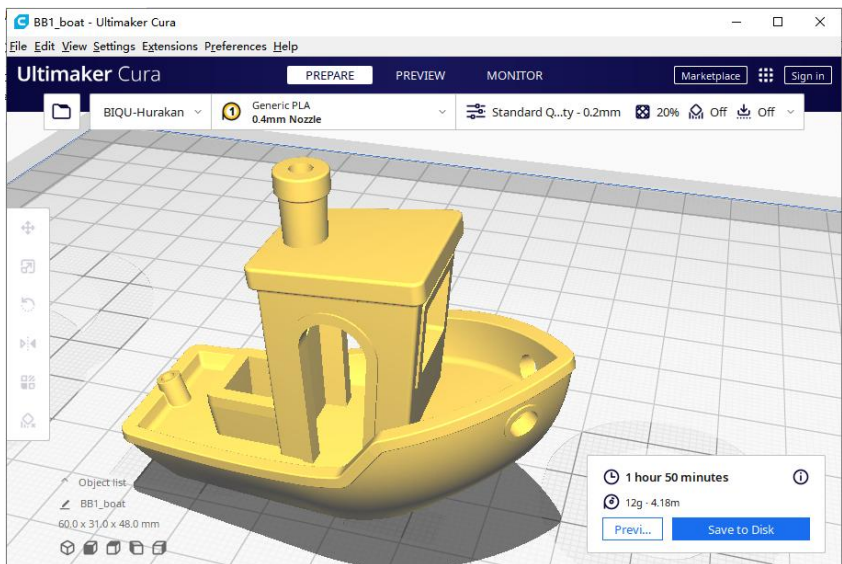 BB1_boat - Ultimaker Cura
File Edit View Settings Extensions Preferences Help
Ultimaker Cura PREPARE PREVIEW MONITOR Marketplace Sign in
BIQU-Hurakan 1 Generic PLA Standard Q...ty - 0.2mm 20% Off Off
0.4mm Nozzle
Object list
BB1_boat
60.0 x 31.0 x 48.0 mm
1 hour 50 minutes
12g · 4.18m
Previ... Save to Disk